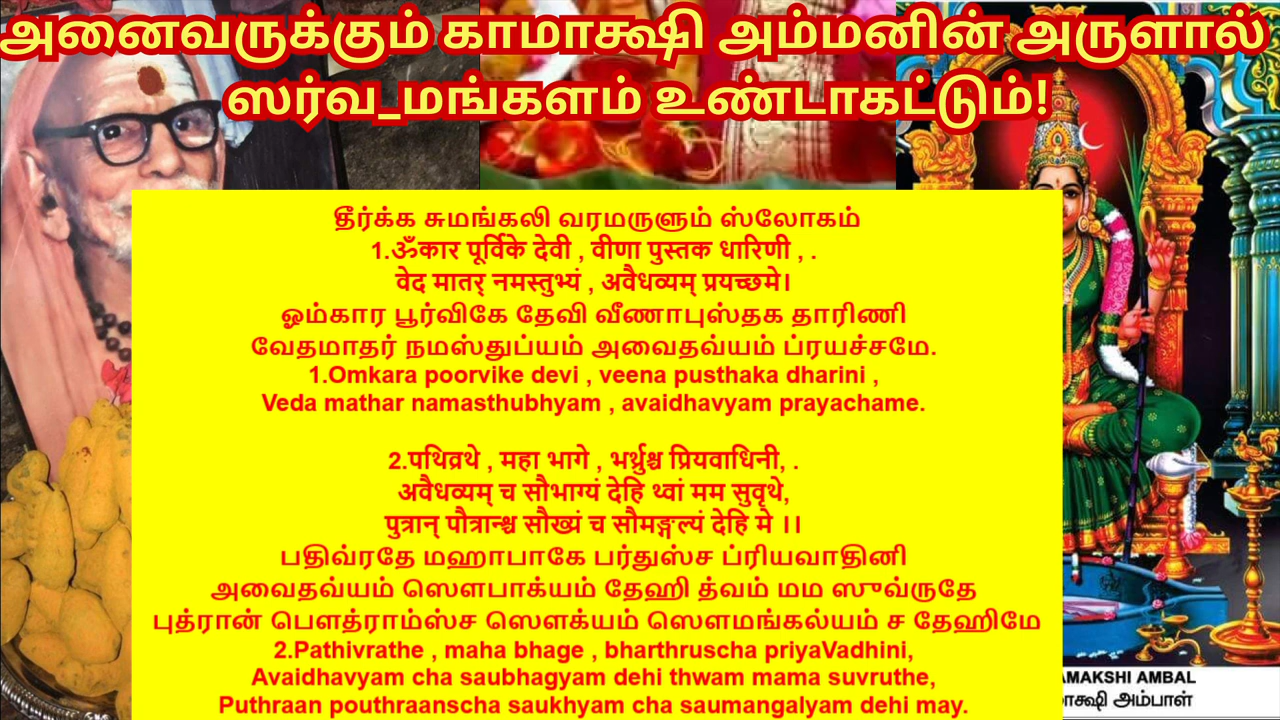 அனைவருக்கும் காமாக்ஷி அம்மனின் அருளால்
ஸர்வ_மங்களம் உண்டாகட்டும்!
தீர்க்க சுமங்கலி வரமருளும் ஸ்லோகம்
1.ॐकार पूर्विके देवी , वीणा पुस्तक धारिणी , .
वेद मातर् नमस्तुभ्यं , अवैधव्यम् प्रयच्छमे।
ஓம்கார பூர்விகே தேவி வீணாபுஸ்தக தாரிணி
வேதமாதர் நமஸ்துப்யம் அவைதவ்யம் ப்ரயச்சமே.
1.Omkara poorvike devi , veena pusthaka dharini ,
Veda mathar namasthubhyam , avaidhavyam prayachame.
2.पथिव्रथे , महा भागे , भर्थ्रुश्च प्रियवाधिनी, .
अवैधव्यम् च सौभाग्यं देहि थ्वां मम सुवृथे,
पुत्रान् पौत्रान्श्च सौख्यं च सौमङ्गल्यं देहि मे ।।
பதிவ்ரதே மஹாபாகே பர்துஸ்ச ப்ரியவாதினி
அவைதவ்யம் ஸௌபாக்யம் தேஹி த்வம் மம ஸுவ்ருதே
புத்ரான் பௌத்ராம்ஸ்ச ஸௌக்யம் ஸௌமங்கல்யம் ச தேஹிமே
2.Pathivrathe , maha bhage , bharthruscha priyaVadhini,
Avaidhavyam cha saubhagyam dehi thwam mama suvruthe,
Puthraan pouthraanscha saukhyam cha saumangalyam dehi may.
AMAKSHI AMBAL
மாக்ஷி அம்பாள்